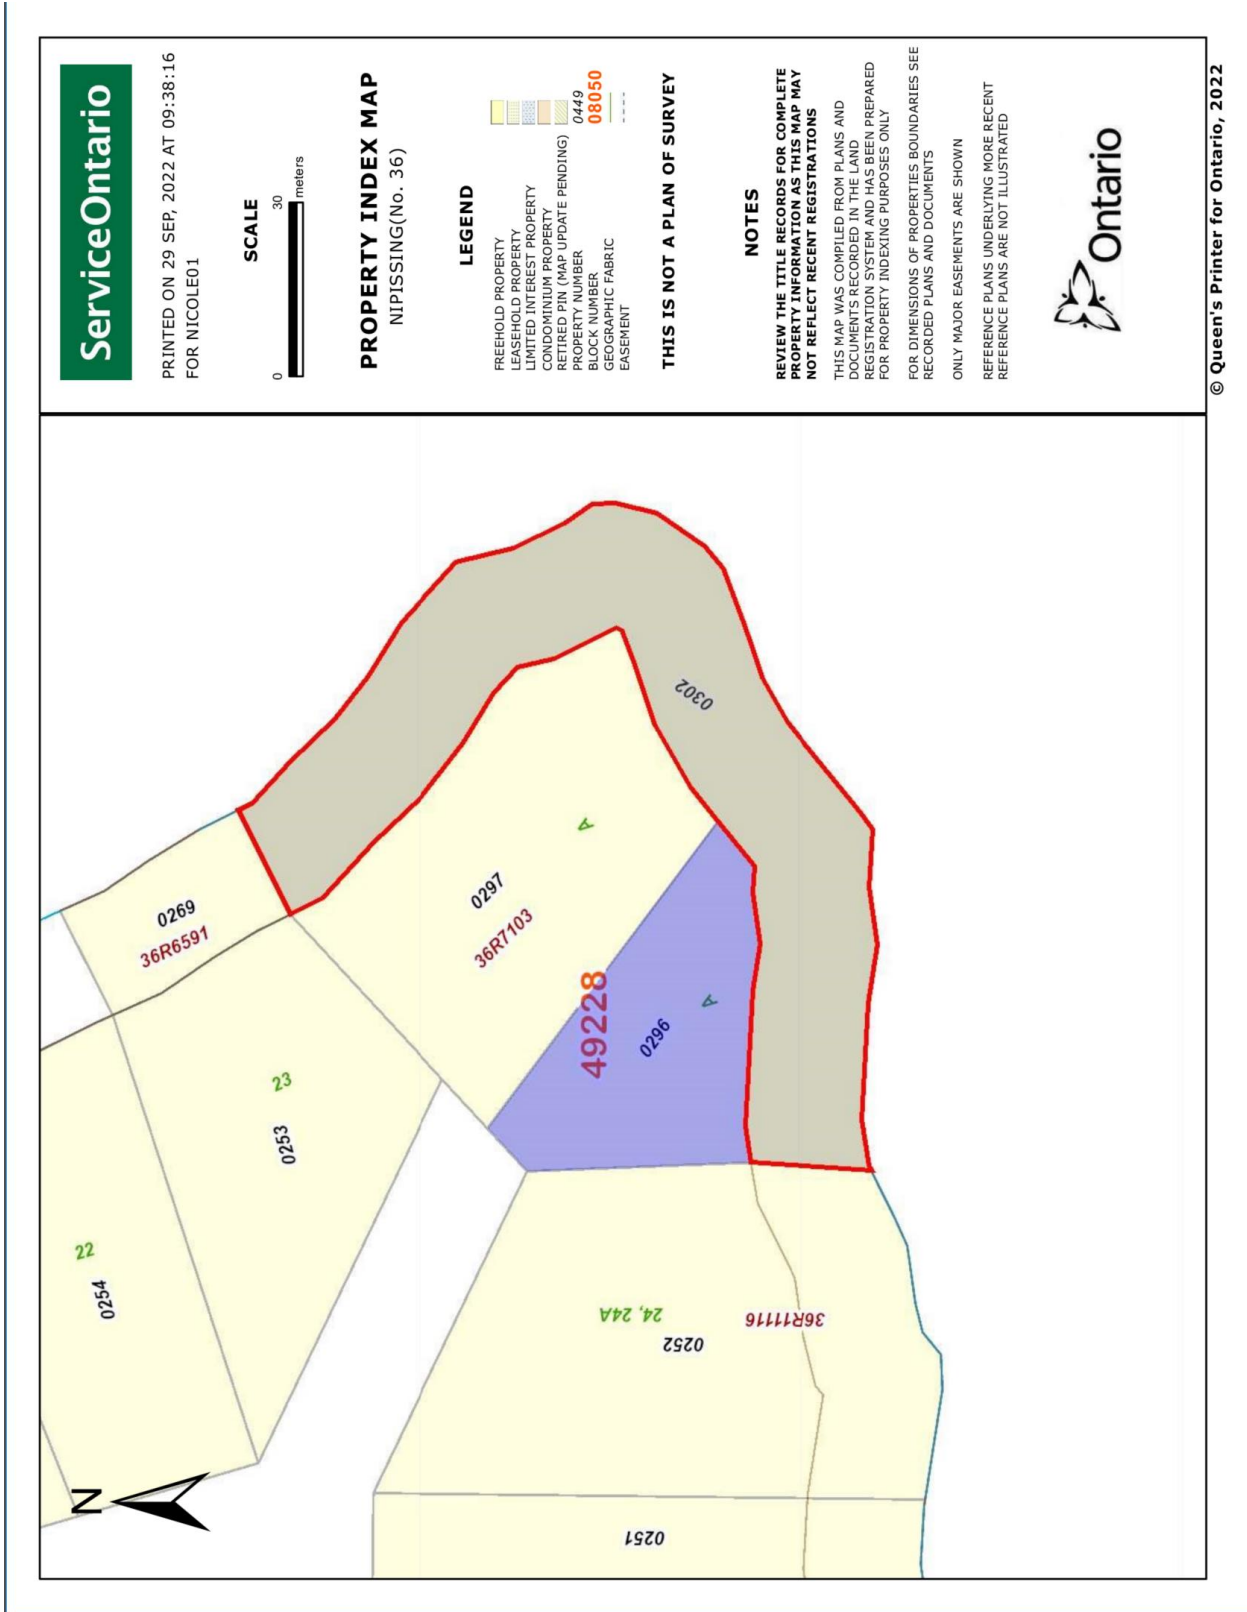 ServiceOntario
PRINTED ON 29 SEP, 2022 AT 09:38:16
FOR NICOLE01
SCALE
0 30
meters
PROPERTY INDEX MAP
NIPISSING(No. 36)
LEGEND
FREEHOLD PROPERTY
LEASEHOLD PROPERTY
LIMITED INTEREST PROPERTY
CONDOMINIUM PROPERTY
RETIRED PIN (MAP UPDATE PENDING)
PROPERTY NUMBER 0449
BLOCK NUMBER 08050
GEOGRAPHIC FABRIC
EASEMENT
THIS IS NOT A PLAN OF SURVEY
NOTES
REVIEW THE TITLE RECORDS FOR COMPLETE
PROPERTY INFORMATION AS THIS MAP MAY
NOT REFLECT RECENT REGISTRATIONS
THIS MAP WAS COMPILED FROM PLANS AND
DOCUMENTS RECORDED IN THE LAND
REGISTRATION SYSTEM AND HAS BEEN PREPARED
FOR PROPERTY INDEXING PURPOSES ONLY
FOR DIMENSIONS OF PROPERTIES BOUNDARIES SEE
RECORDED PLANS AND DOCUMENTS
ONLY MAJOR EASEMENTS ARE SHOWN
REFERENCE PLANS UNDERLYING MORE RECENT
REFERENCE PLANS ARE NOT ILLUSTRATED
Ontario
© Queen's Printer for Ontario, 2022
N
22
0254
23
0253
0269
36R6591
0297
36R7103
A
49228
0296
A
0302
24, 24A
0252
36R11116
0251